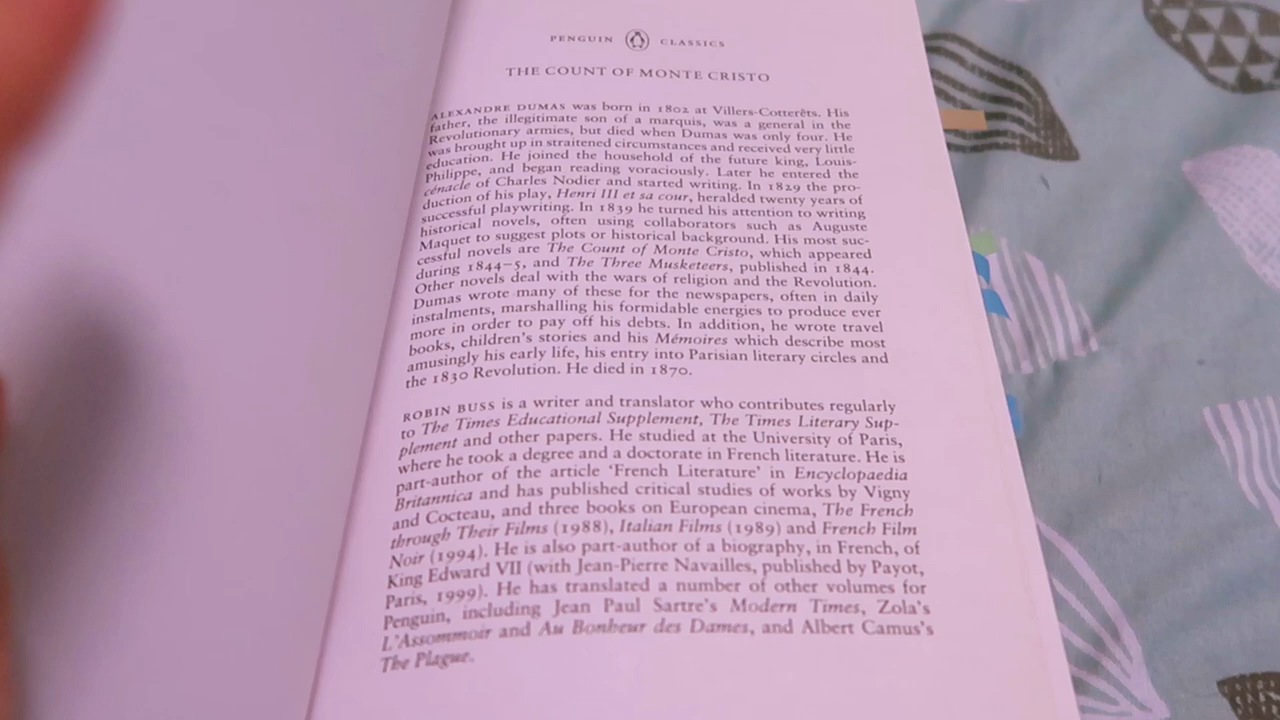 PENGUIN CLASSICS
THE COUNT OF MONTE CRISTO
ALEXANDRE DUMAS was born in 1802 at Villers-Cotterêts. His
father, the illegitimate son of a marquis, was a general in the
Revolutionary armies, but died when Dumas was only four. He
was brought up in straitened circumstances and received very little
education. He joined the household of the future king, Louis-
Philippe, and began reading voraciously. Later he entered the
cénacle of Charles Nodier and started writing. In 1829 the pro-
duction of his play, Henri III et sa cour, heralded twenty years of
successful playwriting. In 1839 he turned his attention to writing
historical novels, often using collaborators such as Auguste
Maquet to suggest plots or historical background. His most suc-
cessful novels are The Count of Monte Cristo, which appeared
during 1844–5, and The Three Musketeers, published in 1844.
Other novels deal with the wars of religion and the Revolution.
Dumas wrote many of these for the newspapers, often in daily
instalments, marshalling his formidable energies to produce ever
more in order to pay off his debts. In addition, he wrote travel
books, children's stories and his Mémoires which describe most
amusingly his early life, his entry into Parisian literary circles and
the 1830 Revolution. He died in 1870.
ROBIN BUSS is a writer and translator who contributes regularly
to The Times Educational Supplement, The Times Literary Sup-
plement and other papers. He studied at the University of Paris,
where he took a degree and a doctorate in French literature. He is
part-author of the article 'French Literature' in Encyclopaedia
Britannica and has published critical studies of works by Vigny
and Cocteau, and three books on European cinema, The French
through Their Films (1988), Italian Films (1989) and French Film
Noir (1994). He is also part-author of a biography, in French, of
King Edward VII (with Jean-Pierre Navailles, published by Payot,
Paris, 1999). He has translated a number of other volumes for
Penguin, including Jean Paul Sartre's Modern Times, Zola's
L'Assommoir and Au Bonheur des Dames, and Albert Camus's
The Plague.